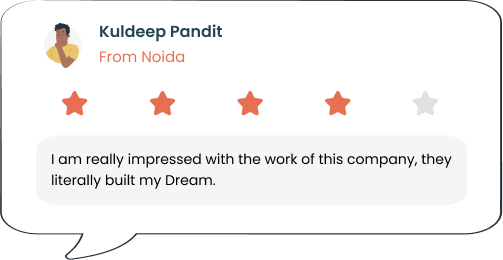 Kuldeep Pandit
From Noida
I am really impressed with the work of this company, they
literally built my Dream.